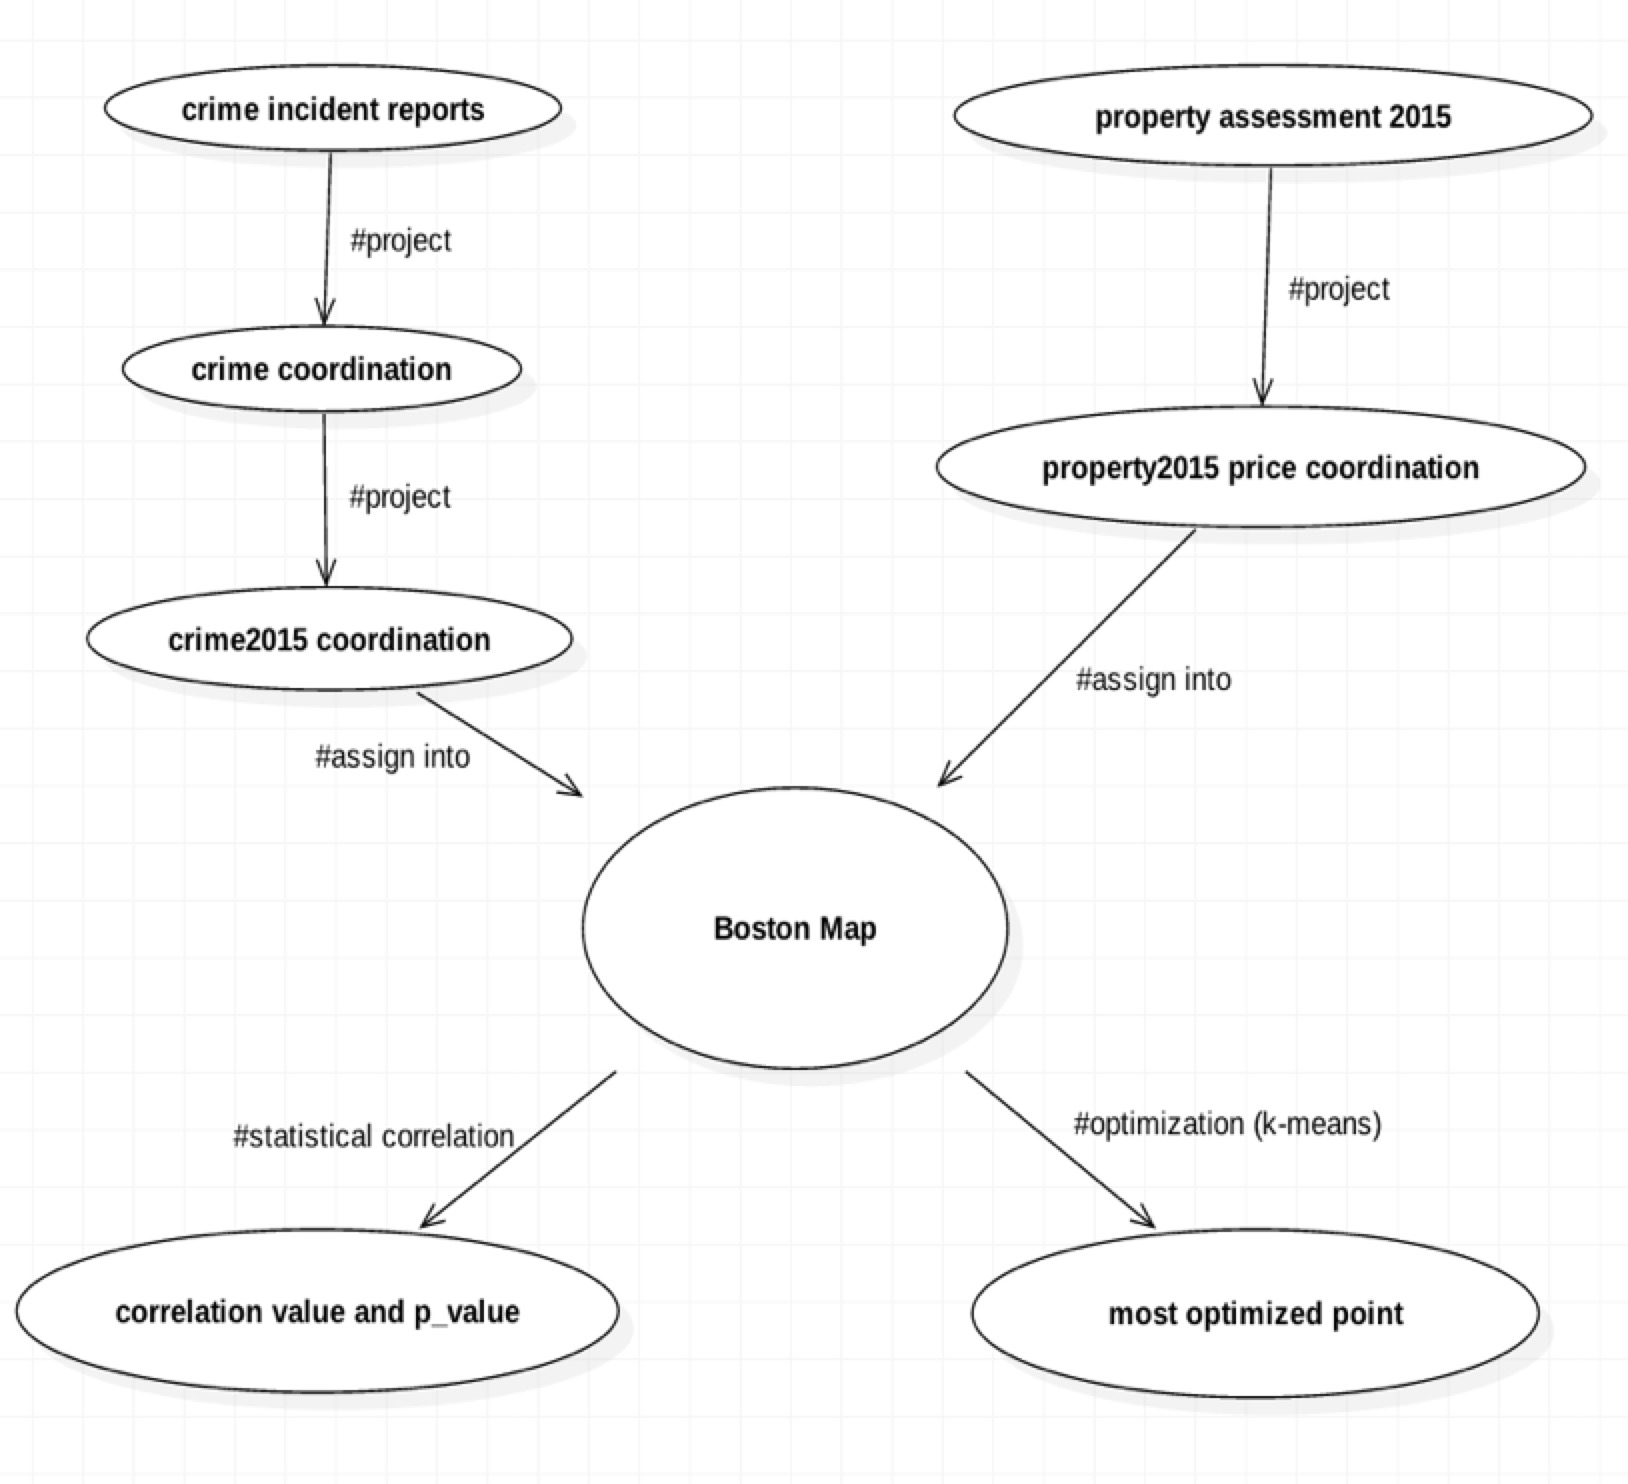 crime incident reports
property assessment 2015
#project
#project
crime coordination
property2015 price coordination
#project
crime2015 coordination
#assign into
#assign into
Boston Map
#statistical correlation
#optimization (k-means)
correlation value and p_value
most optimized point